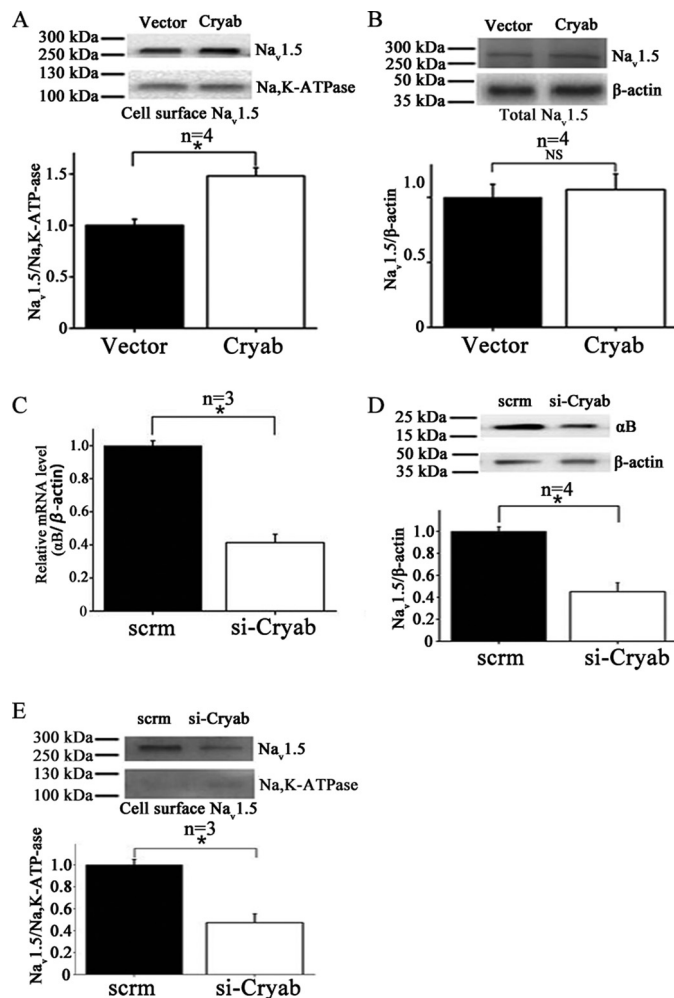 A
Vector Cryab
300 kDa
250 kDa
Nav1.5
130 kDa
100 kDa
Na,K-ATPase
Cell surface Nav1.5
n=4
*
Nav1.5/Na,K-ATP-ase
1.5
1.0
0.5
0
Vector Cryab
B
Vector Cryab
300 kDa
250 kDa
Nav1.5
50 kDa
35 kDa
β-actin
Total Nav1.5
n=4
NS
Nav1.5/β-actin
1.0
0.5
0
Vector Cryab
C
n=3
*
Relative mRNA level
(αB/β-actin)
1.0
0.8
0.6
0.4
0.2
0
scrm si-Cryab
D
scrm si-Cryab
25 kDa
15 kDa
αB
50 kDa
35 kDa
β-actin
n=4
*
Nav1.5/β-actin
1.0
0.8
0.6
0.4
0.2
0
scrm si-Cryab
E
scrm si-Cryab
300 kDa
250 kDa
Nav1.5
130 kDa
100 kDa
Na,K-ATPase
Cell surface Nav1.5
n=3
*
Nav1.5/Na,K-ATP-ase
1.0
0.8
0.6
0.4
0.2
0
scrm si-Cryab